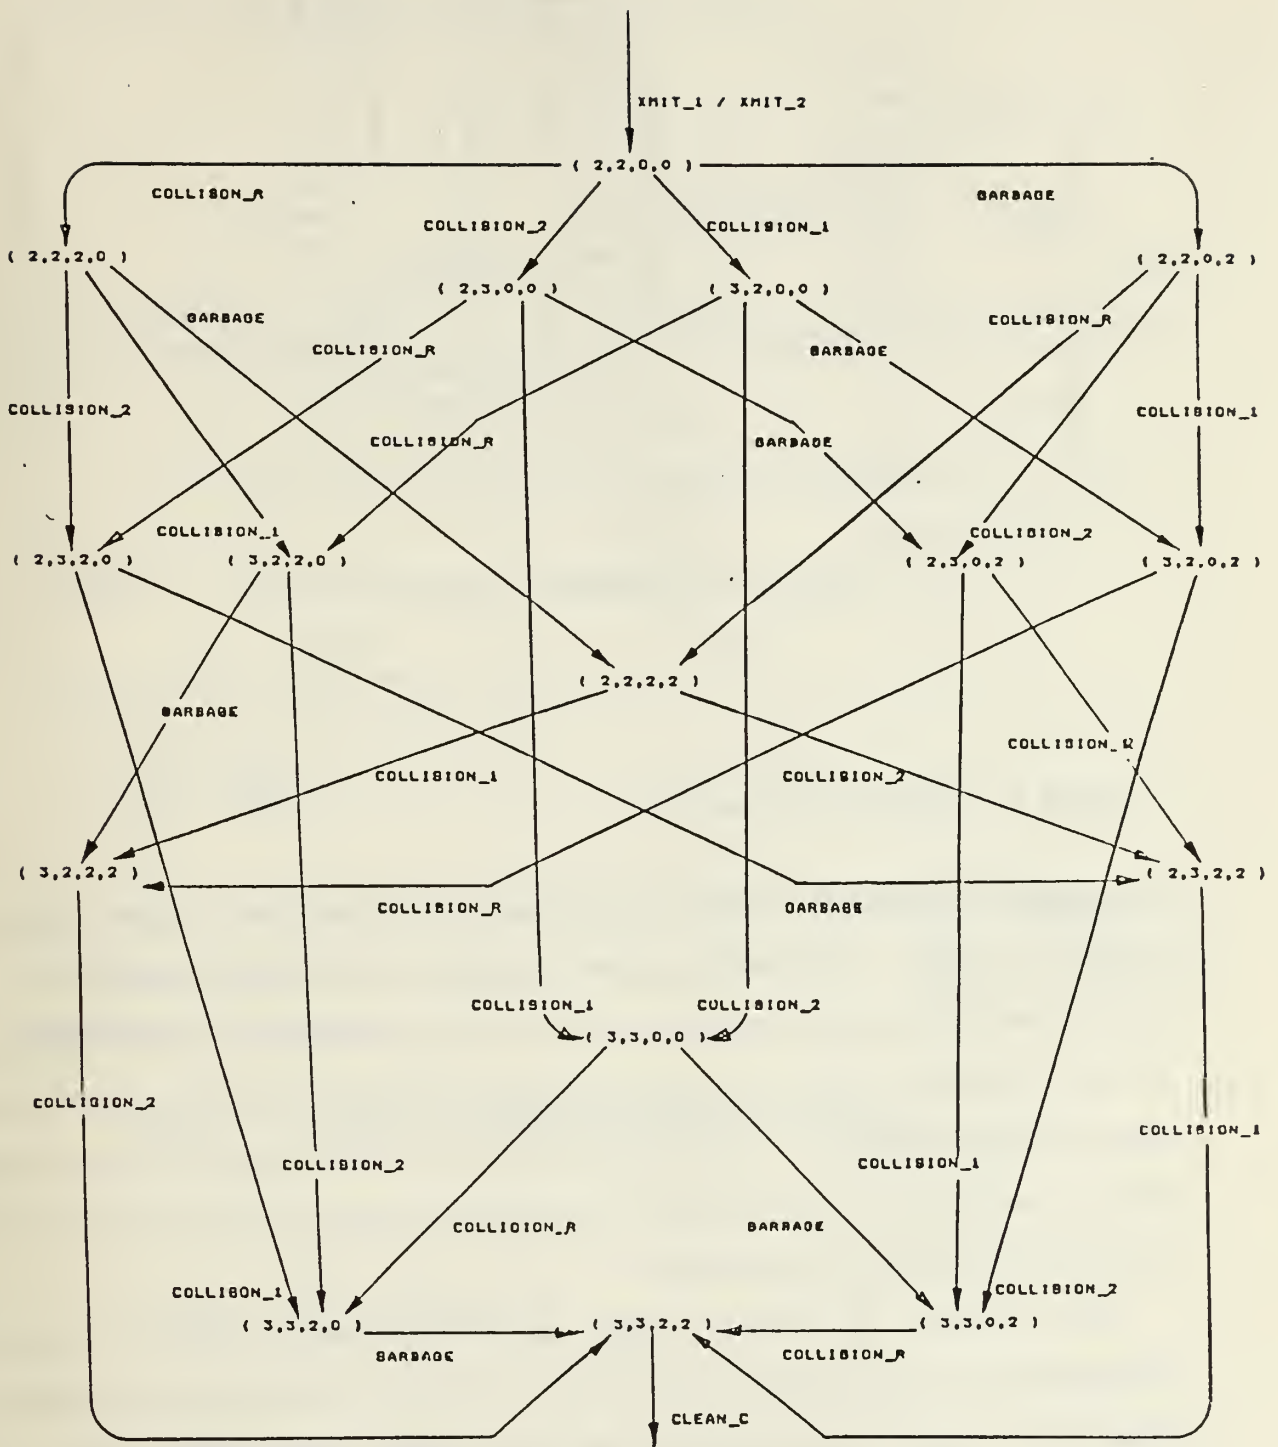 XMIT_1 / XMIT_2
( 2,2,0,0 )
COLLISON_R
GARBAGE
COLLISION_2
COLLISION_1
( 2,2,2,0 )
( 2,2,0,2 )
( 2,3,0,0 )
( 3,2,0,0 )
GARBAGE
COLLISION_R
COLLISION_R
GARBAGE
COLLISION_2
COLLISION_1
COLLISION_R
GARBAGE
COLLISION_1
COLLISION_2
( 2,3,2,0 )
( 3,2,2,0 )
( 2,3,0,2 )
( 3,2,0,2 )
( 2,2,2,2 )
GARBAGE
COLLISION_R
COLLISION_1
COLLISION_2
( 3,2,2,2 )
( 2,3,2,2 )
COLLISION_R
GARBAGE
COLLISION_1
COLLISION_2
( 3,3,0,0 )
COLLISION_2
COLLISION_1
COLLISION_2
COLLISION_1
COLLISION_R
GARBAGE
COLLISON_1
COLLISION_2
( 3,3,2,0 )
( 3,3,2,2 )
( 3,3,0,2 )
GARBAGE
COLLISION_R
CLEAN_C